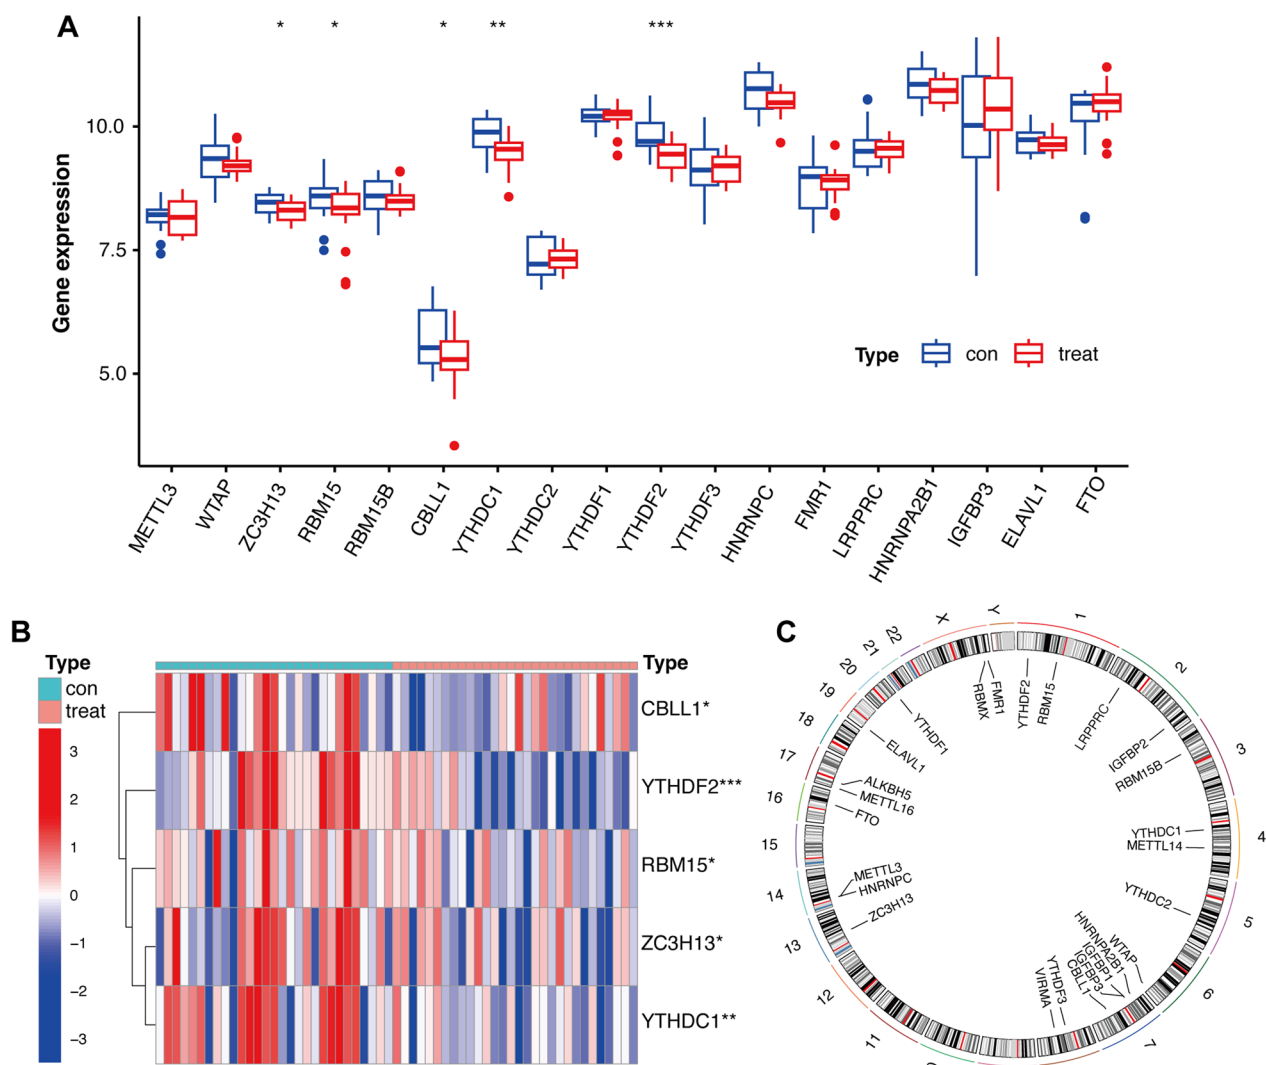 A
* * * ** ***
Gene expression
10.0
7.5
5.0
Type con treat
METTL3
WTAP
ZC3H13
RBM15
RBM15B
CBLL1
YTHDC1
YTHDC2
YTHDF1
YTHDF2
YTHDF3
HNRNPC
FMR1
LRPPRC
HNRNPA2B1
IGFBP3
ELAVL1
FTO
B
Type
con
treat
3
2
1
0
−1
−2
−3
Type
CBLL1*
YTHDF2***
RBM15*
ZC3H13*
YTHDC1**
C
1
2
3
4
5
6
7
11
12
13
14
15
16
17
18
19
20
21
22
X
Y
YTHDF2
RBM15
LRPPRC
IGFBP2
RBM15B
YTHDC1
METTL14
YTHDC2
WTAP
HNRNPA2B1
IGFBP1
IGFBP3
CBLL1
YTHDF3
VIRMA
ZC3H13
HNRNPC
METTL3
FTO
METTL16
ALKBH5
ELAVL1
YTHDF1
RBMX
FMR1